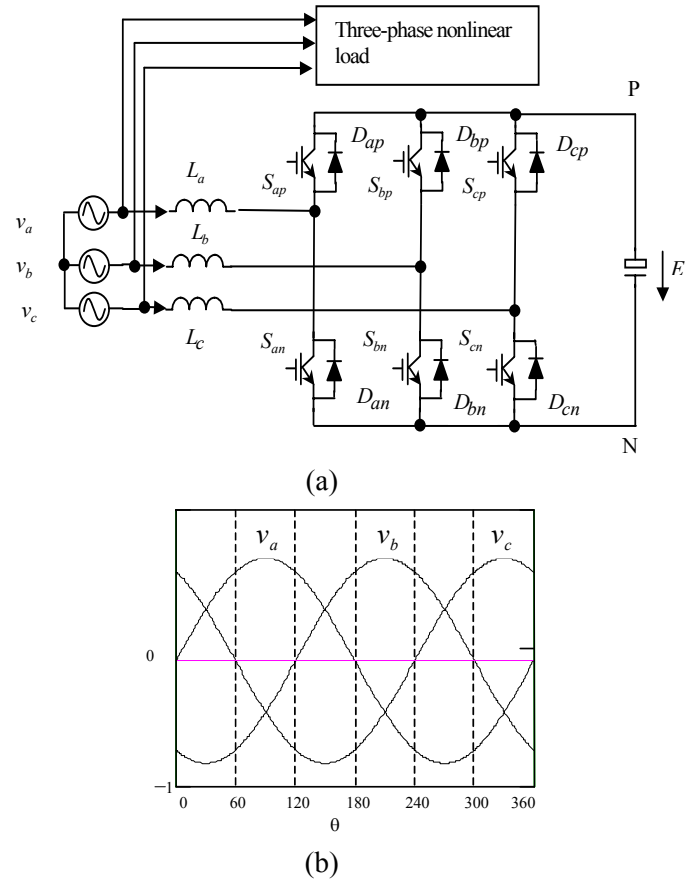 Three-phase nonlinear
load
P
D_ap
D_bp
D_cp
S_ap
S_bp
S_cp
L_a
v_a
L_b
v_b
E
v_c
L_c
S_an
S_bn
S_cn
D_an
D_bn
D_cn
N
(a)
v_a
v_b
v_c
0
−1
0 60 120 180 240 300 360
θ
(b)